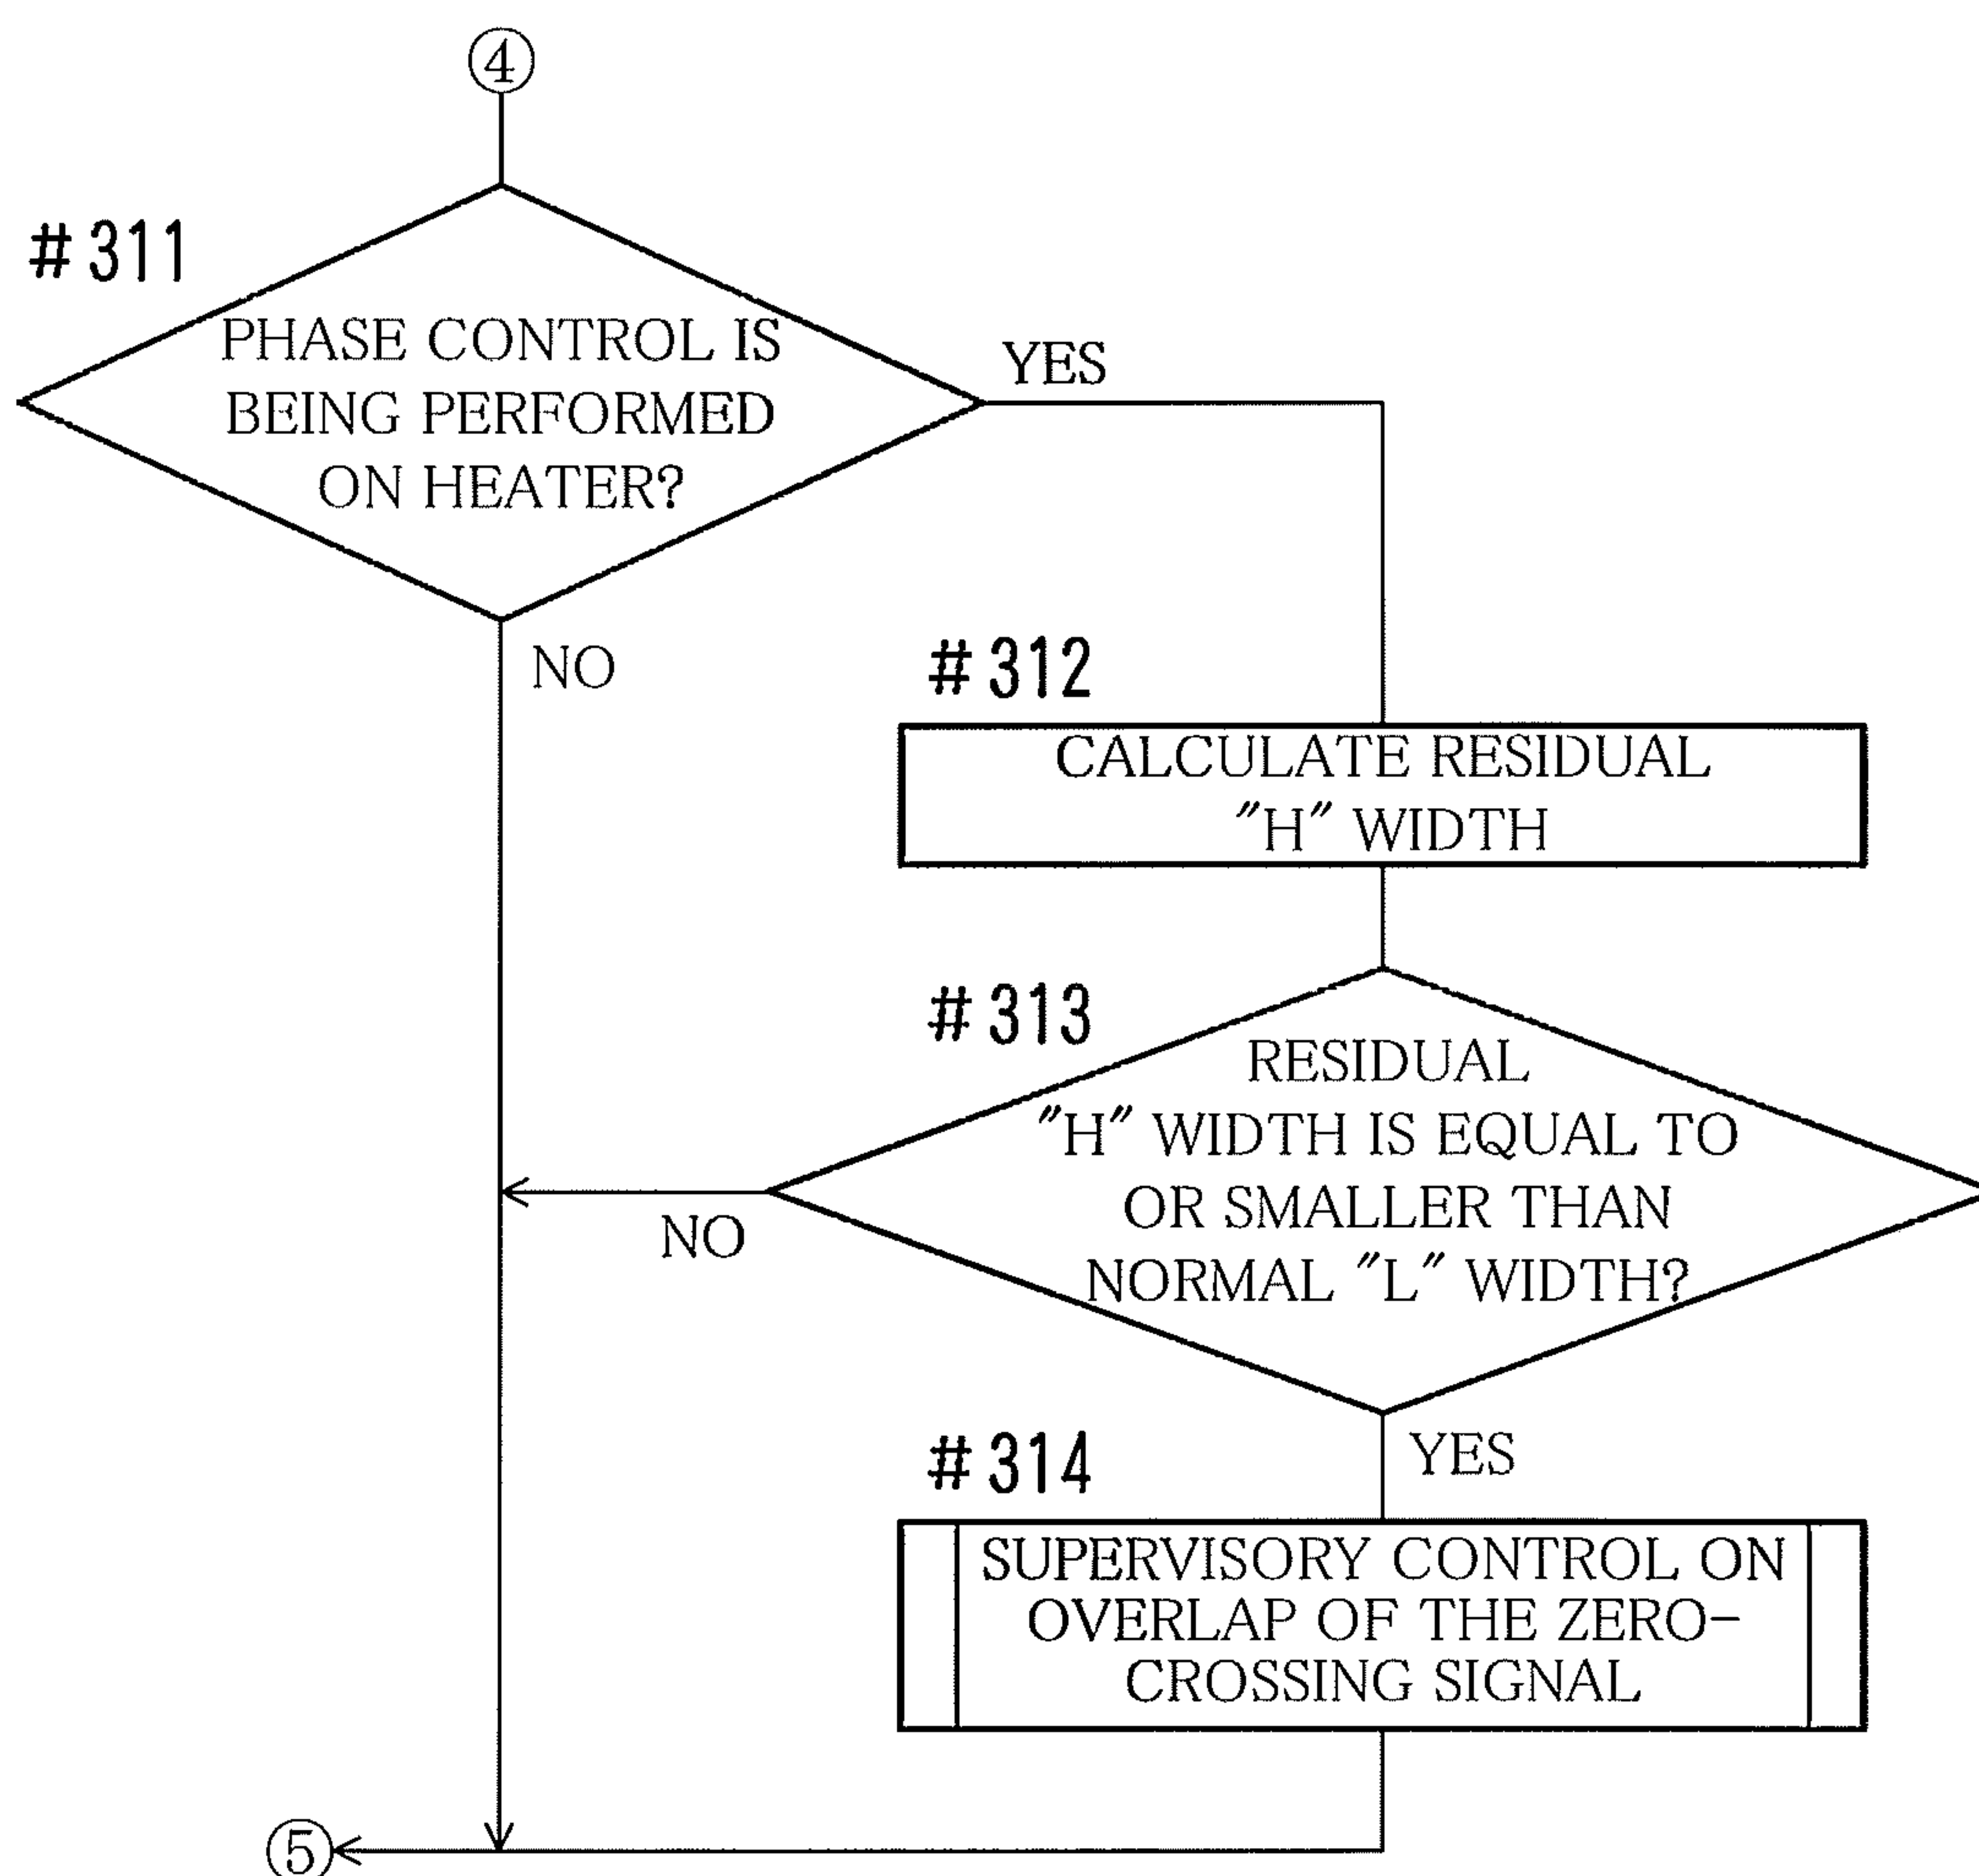 ④
#311
PHASE CONTROL IS
BEING PERFORMED
ON HEATER?
YES
NO
#312
CALCULATE RESIDUAL
"H" WIDTH
#313
RESIDUAL
"H" WIDTH IS EQUAL TO
OR SMALLER THAN
NORMAL "L" WIDTH?
NO
YES
#314
SUPERVISORY CONTROL ON
OVERLAP OF THE ZERO-
CROSSING SIGNAL
⑤